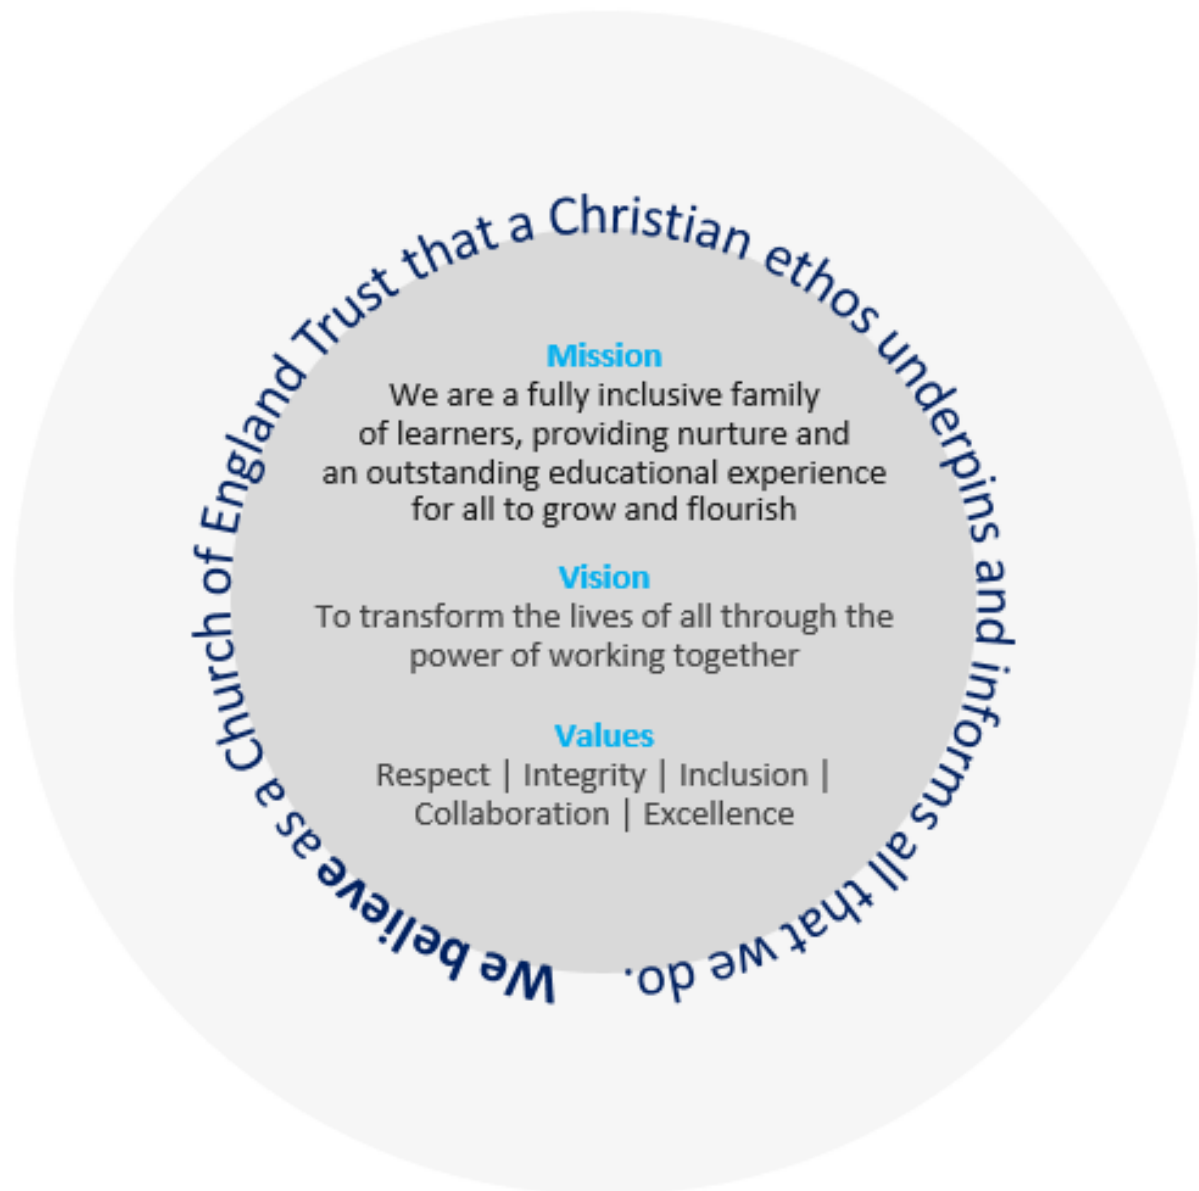 We believe as a Church of England Trust that a Christian ethos underpins and informs all that we do.
Mission
We are a fully inclusive family
of learners, providing nurture and
an outstanding educational experience
for all to grow and flourish
Vision
To transform the lives of all through the
power of working together
Values
Respect | Integrity | Inclusion |
Collaboration | Excellence